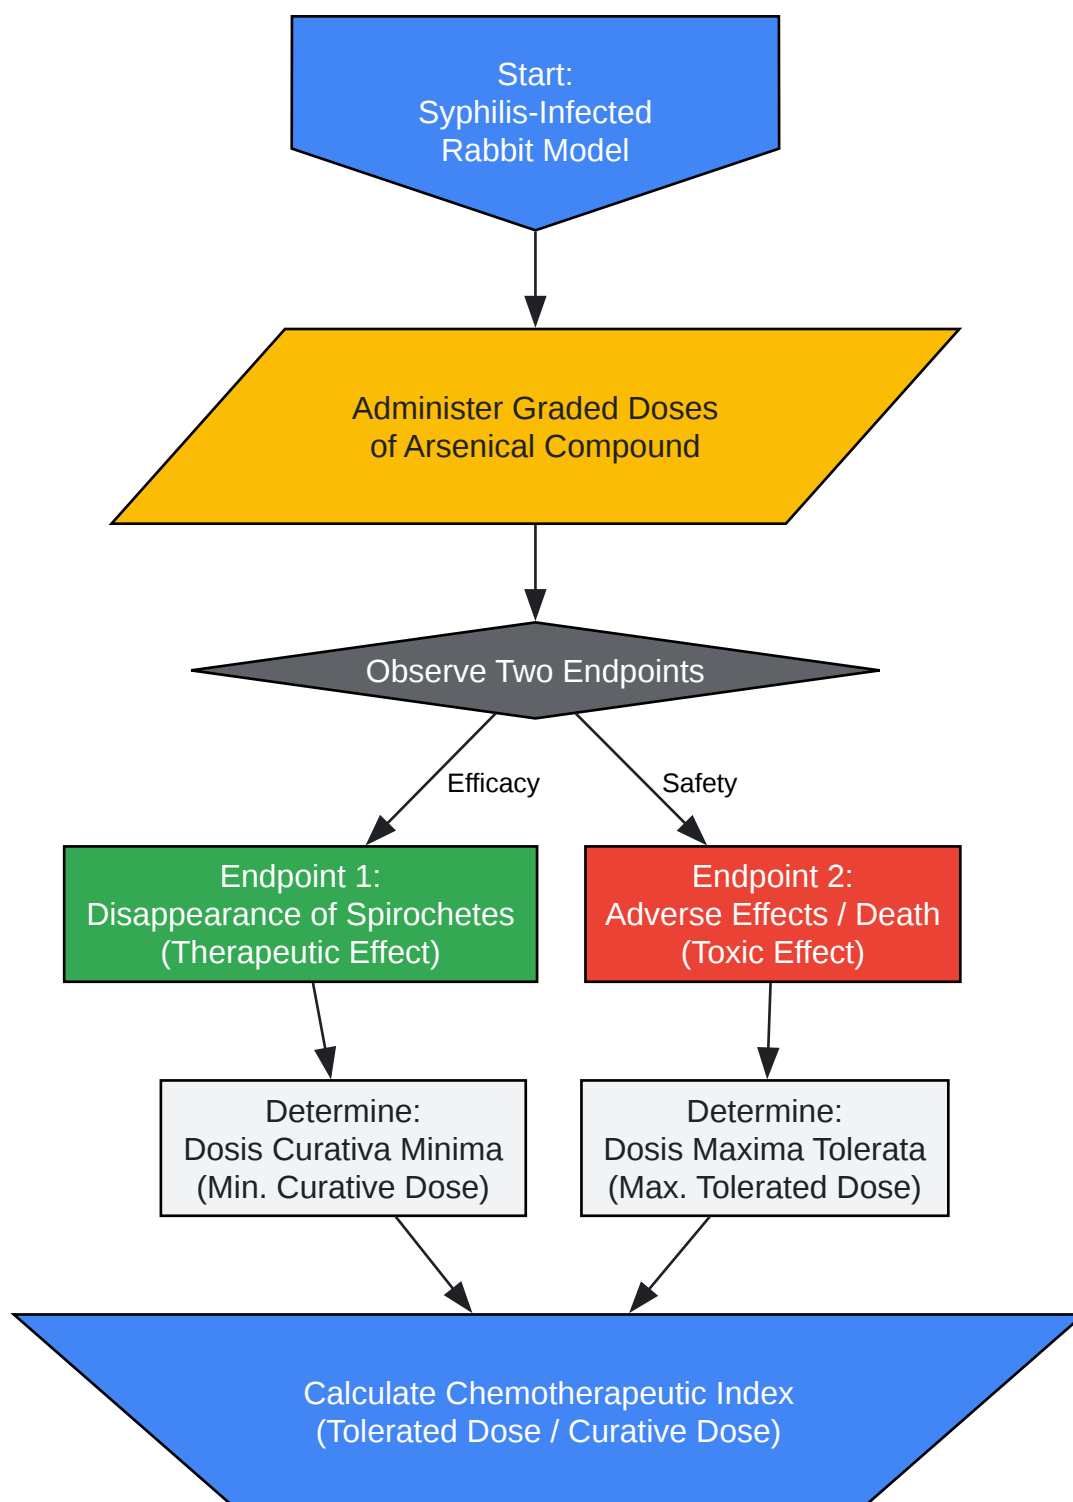 Start:
Syphilis-Infected
Rabbit Model
Administer Graded Doses
of Arsenical Compound
Observe Two Endpoints
Efficacy
Safety
Endpoint 1:
Disappearance of Spirochetes
(Therapeutic Effect)
Endpoint 2:
Adverse Effects / Death
(Toxic Effect)
Determine:
Dosis Curativa Minima
(Min. Curative Dose)
Determine:
Dosis Maxima Tolerata
(Max. Tolerated Dose)
Calculate Chemotherapeutic Index
(Tolerated Dose / Curative Dose)